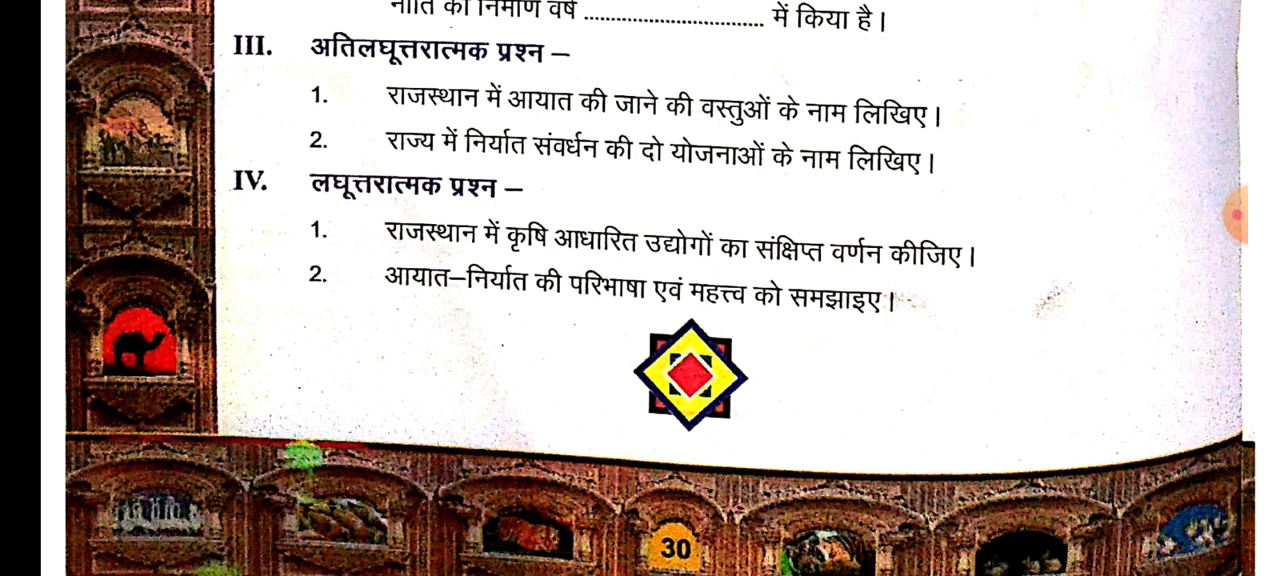 नीति का निर्माण वर्ष .............................. में किया है।
III. अतिलघूत्तरात्मक प्रश्न –
1. राजस्थान में आयात की जाने की वस्तुओं के नाम लिखिए।
2. राज्य में निर्यात संवर्धन की दो योजनाओं के नाम लिखिए।
IV. लघूत्तरात्मक प्रश्न –
1. राजस्थान में कृषि आधारित उद्योगों का संक्षिप्त वर्णन कीजिए।
2. आयात–निर्यात की परिभाषा एवं महत्त्व को समझाइए।
30